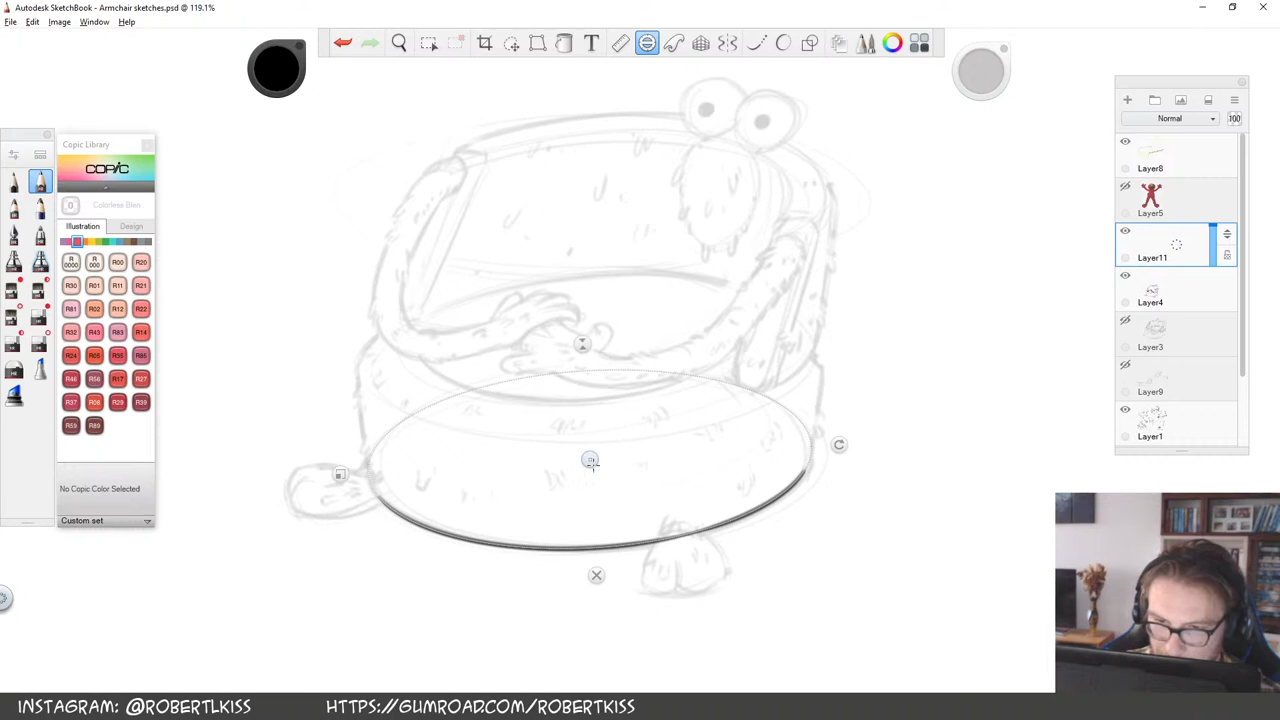 Autodesk SketchBook - Armchair sketches.psd @ 119.1%
File Edit Image Window Help
Copic Library
COPIC
0 Colorless Blen...
Illustration Design
R0000 R000 R00 R20
R30 R01 R11 R21
R81 R02 R12 R22
R32 R43 R83 R14
R24 R05 R35 R85
R46 R56 R17 R27
R37 R08 R29 R39
R59 R89
No Copic Color Selected
Custom set
Normal 100
Layer8
Layer5
Layer11
Layer4
Layer3
Layer9
Layer1
INSTAGRAM: @ROBERTLKISS HTTPS://GUMROAD.COM/ROBERTKISS